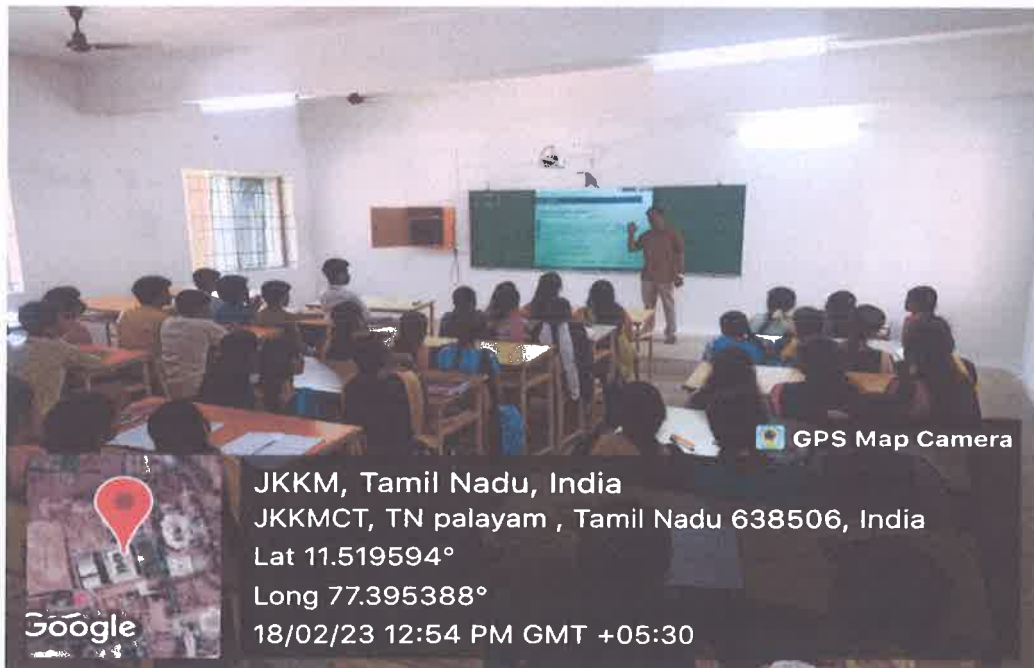 GPS Map Camera
JKKM, Tamil Nadu, India
JKKMCT, TN palayam , Tamil Nadu 638506, India
Lat 11.519594°
Long 77.395388°
18/02/23 12:54 PM GMT +05:30
Google